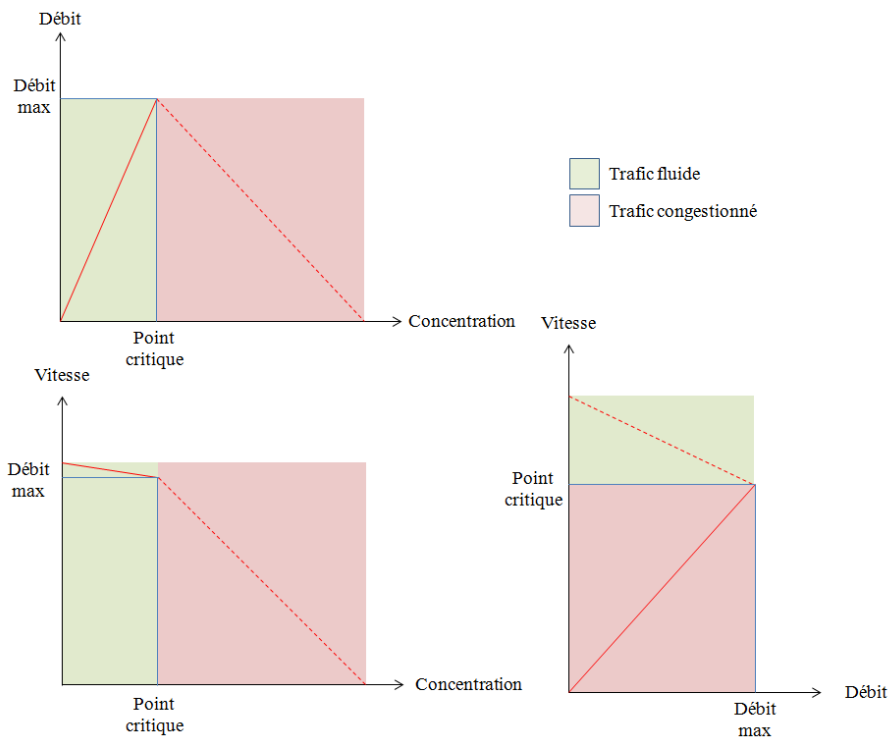 Débit
Débit
max
Concentration
Point
critique
Trafic fluide
Trafic congestionné
Vitesse
Débit
max
Concentration
Point
critique
Vitesse
Point
critique
Débit
Débit
max